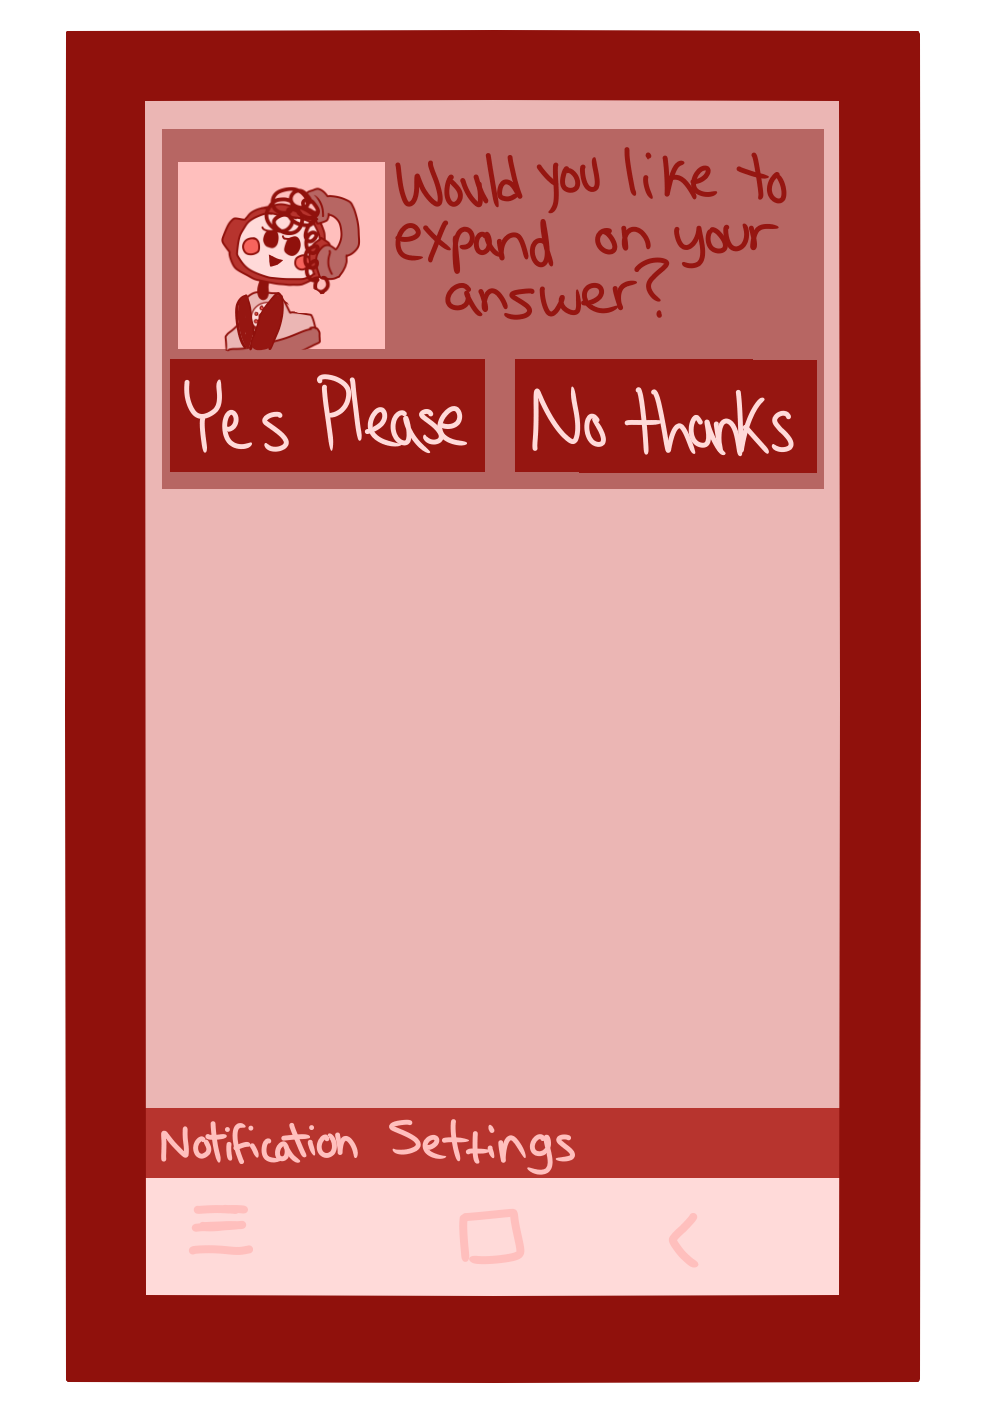 Would you like to
expand on your
answer?
Yes Please
No thanks
Notification Settings